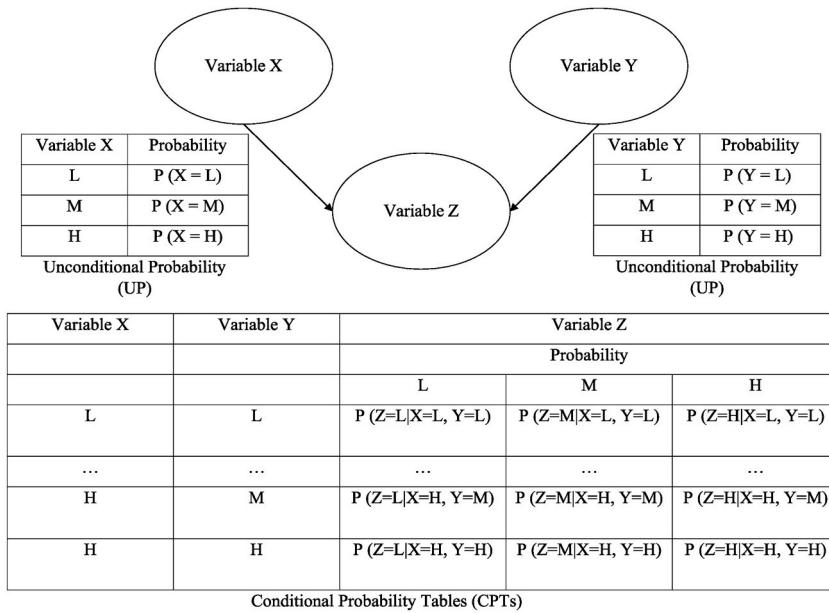 Variable X
Variable Y
Variable Z
Variable X Probability
L P (X = L)
M P (X = M)
H P (X = H)
Unconditional Probability
(UP)
Variable Y Probability
L P (Y = L)
M P (Y = M)
H P (Y = H)
Unconditional Probability
(UP)
Variable X Variable Y Variable Z
Probability
L M H
L L P (Z=L|X=L, Y=L) P (Z=M|X=L, Y=L) P (Z=H|X=L, Y=L)
... ... ... ... ...
H M P (Z=L|X=H, Y=M) P (Z=M|X=H, Y=M) P (Z=H|X=H, Y=M)
H H P (Z=L|X=H, Y=H) P (Z=M|X=H, Y=H) P (Z=H|X=H, Y=H)
Conditional Probability Tables (CPTs)